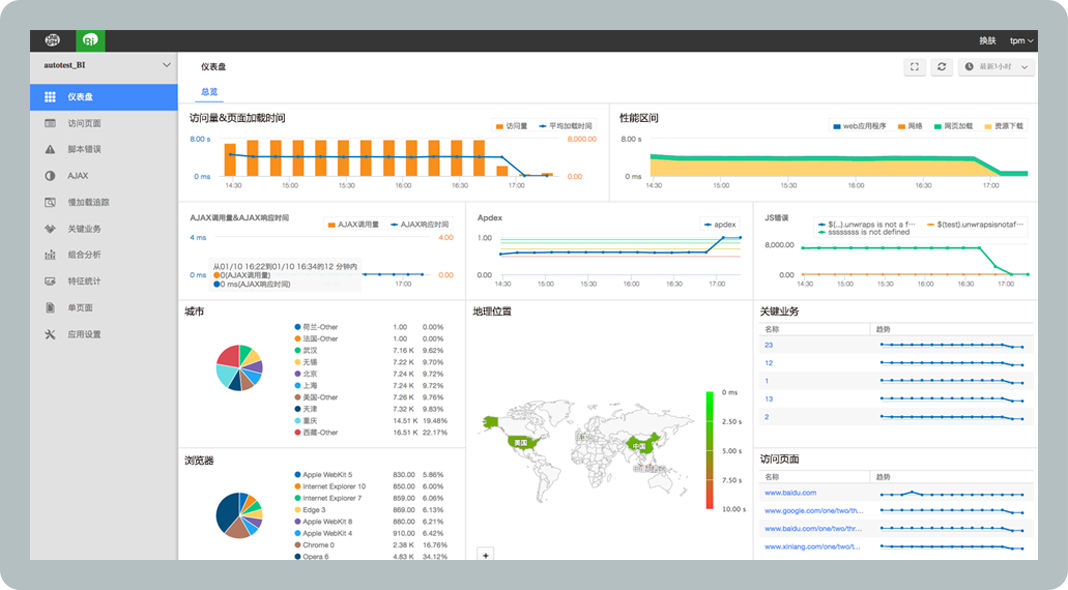 Bi
换肤 tpm
autotest_BI
仪表盘
访问页面
脚本错误
AJAX
慢加载追踪
关键业务
组合分析
特征统计
单页面
应用设置
仪表盘
最新3小时
总览
访问量&页面加载时间
访问量 平均加载时间
8.00 s 8,000.00
0 ms 0.00
14:30 15:00 15:30 16:00 16:30 17:00
性能区间
web应用程序 网络 网页加载 资源下载
8.00 s
0 ms
14:30 15:00 15:30 16:00 16:30 17:00
AJAX调用量&AJAX响应时间
AJAX调用量 AJAX响应时间
4 ms 4.00
0 ms 0.00
从01/10 16:22到01/10 16:34的12 分钟内
0(AJAX调用量)
0 ms(AJAX响应时间)
17:00
Apdex
apdex
1.00
0.00
14:30 15:00 15:30 16:00 16:30 17:00
JS错误
$(...).unwraps is not a f··· $(test).unwrapsisnotaf···
sssssssss is not defined
8,000.00
0.00
14:30 15:00 15:30 16:00 16:30 17:00
城市
荷兰-Other 1.00 0.00%
法国-Other 1.00 0.00%
武汉 7.16 K 9.62%
无锡 7.22 K 9.70%
北京 7.24 K 9.72%
上海 7.24 K 9.72%
美国-Other 7.26 K 9.76%
天津 7.32 K 9.83%
重庆 14.51 K 19.48%
西藏-Other 16.51 K 22.17%
地理位置
美国
中国
0 ms
2.50 s
5.00 s
7.50 s
10.00 s
+
关键业务
名称 趋势
23
12
1
13
2
浏览器
Apple WebKit 5 830.00 5.86%
Internet Explorer 10 850.00 6.00%
Internet Explorer 7 859.00 6.06%
Edge 3 869.00 6.13%
Apple WebKit 8 880.00 6.21%
Apple WebKit 4 910.00 6.42%
Chrome 0 2.38 K 16.76%
Opera 6 4.83 K 34.12%
访问页面
名称 趋势
www.baidu.com
www.google.com/one/two/th...
www.baidu.com/one/two/thr...
www.xinlang.com/one/two/t...